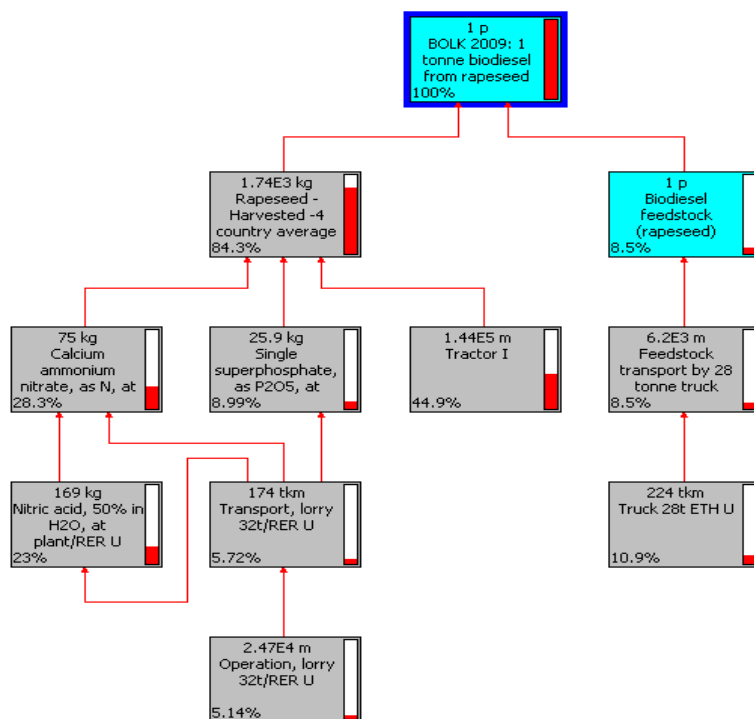 1 p
BOLK 2009: 1
tonne biodiesel
from rapeseed
100%
1.74E3 kg
Rapeseed -
Harvested -4
country average
84.3%
1 p
Biodiesel
feedstock
(rapeseed)
8.5%
75 kg
Calcium
ammonium
nitrate, as N, at
28.3%
25.9 kg
Single
superphosphate,
as P2O5, at
8.99%
1.44E5 m
Tractor I
44.9%
6.2E3 m
Feedstock
transport by 28
tonne truck
8.5%
169 kg
Nitric acid, 50% in
H2O, at
plant/RER U
23%
174 tkm
Transport, lorry
32t/RER U
5.72%
224 tkm
Truck 28t ETH U
10.9%
2.47E4 m
Operation, lorry
32t/RER U
5.14%